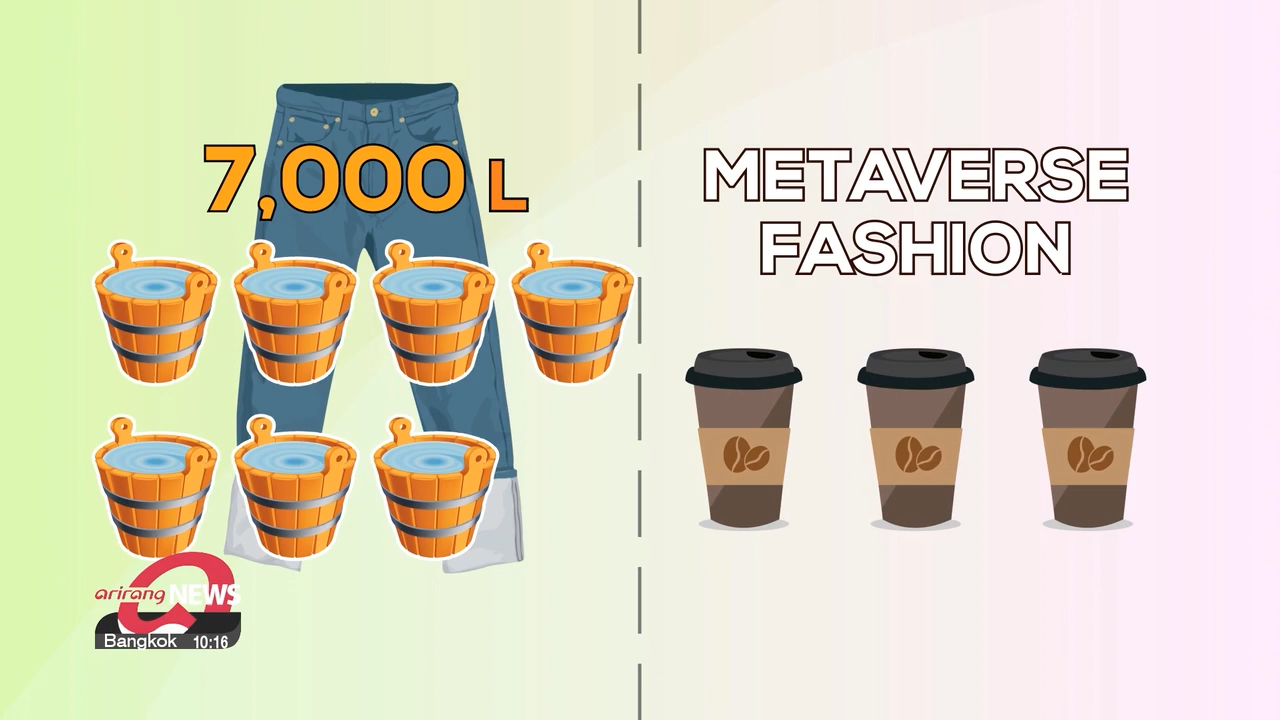 7,000 L
METAVERSE
FASHION
arirang NEWS
Bangkok 10:16